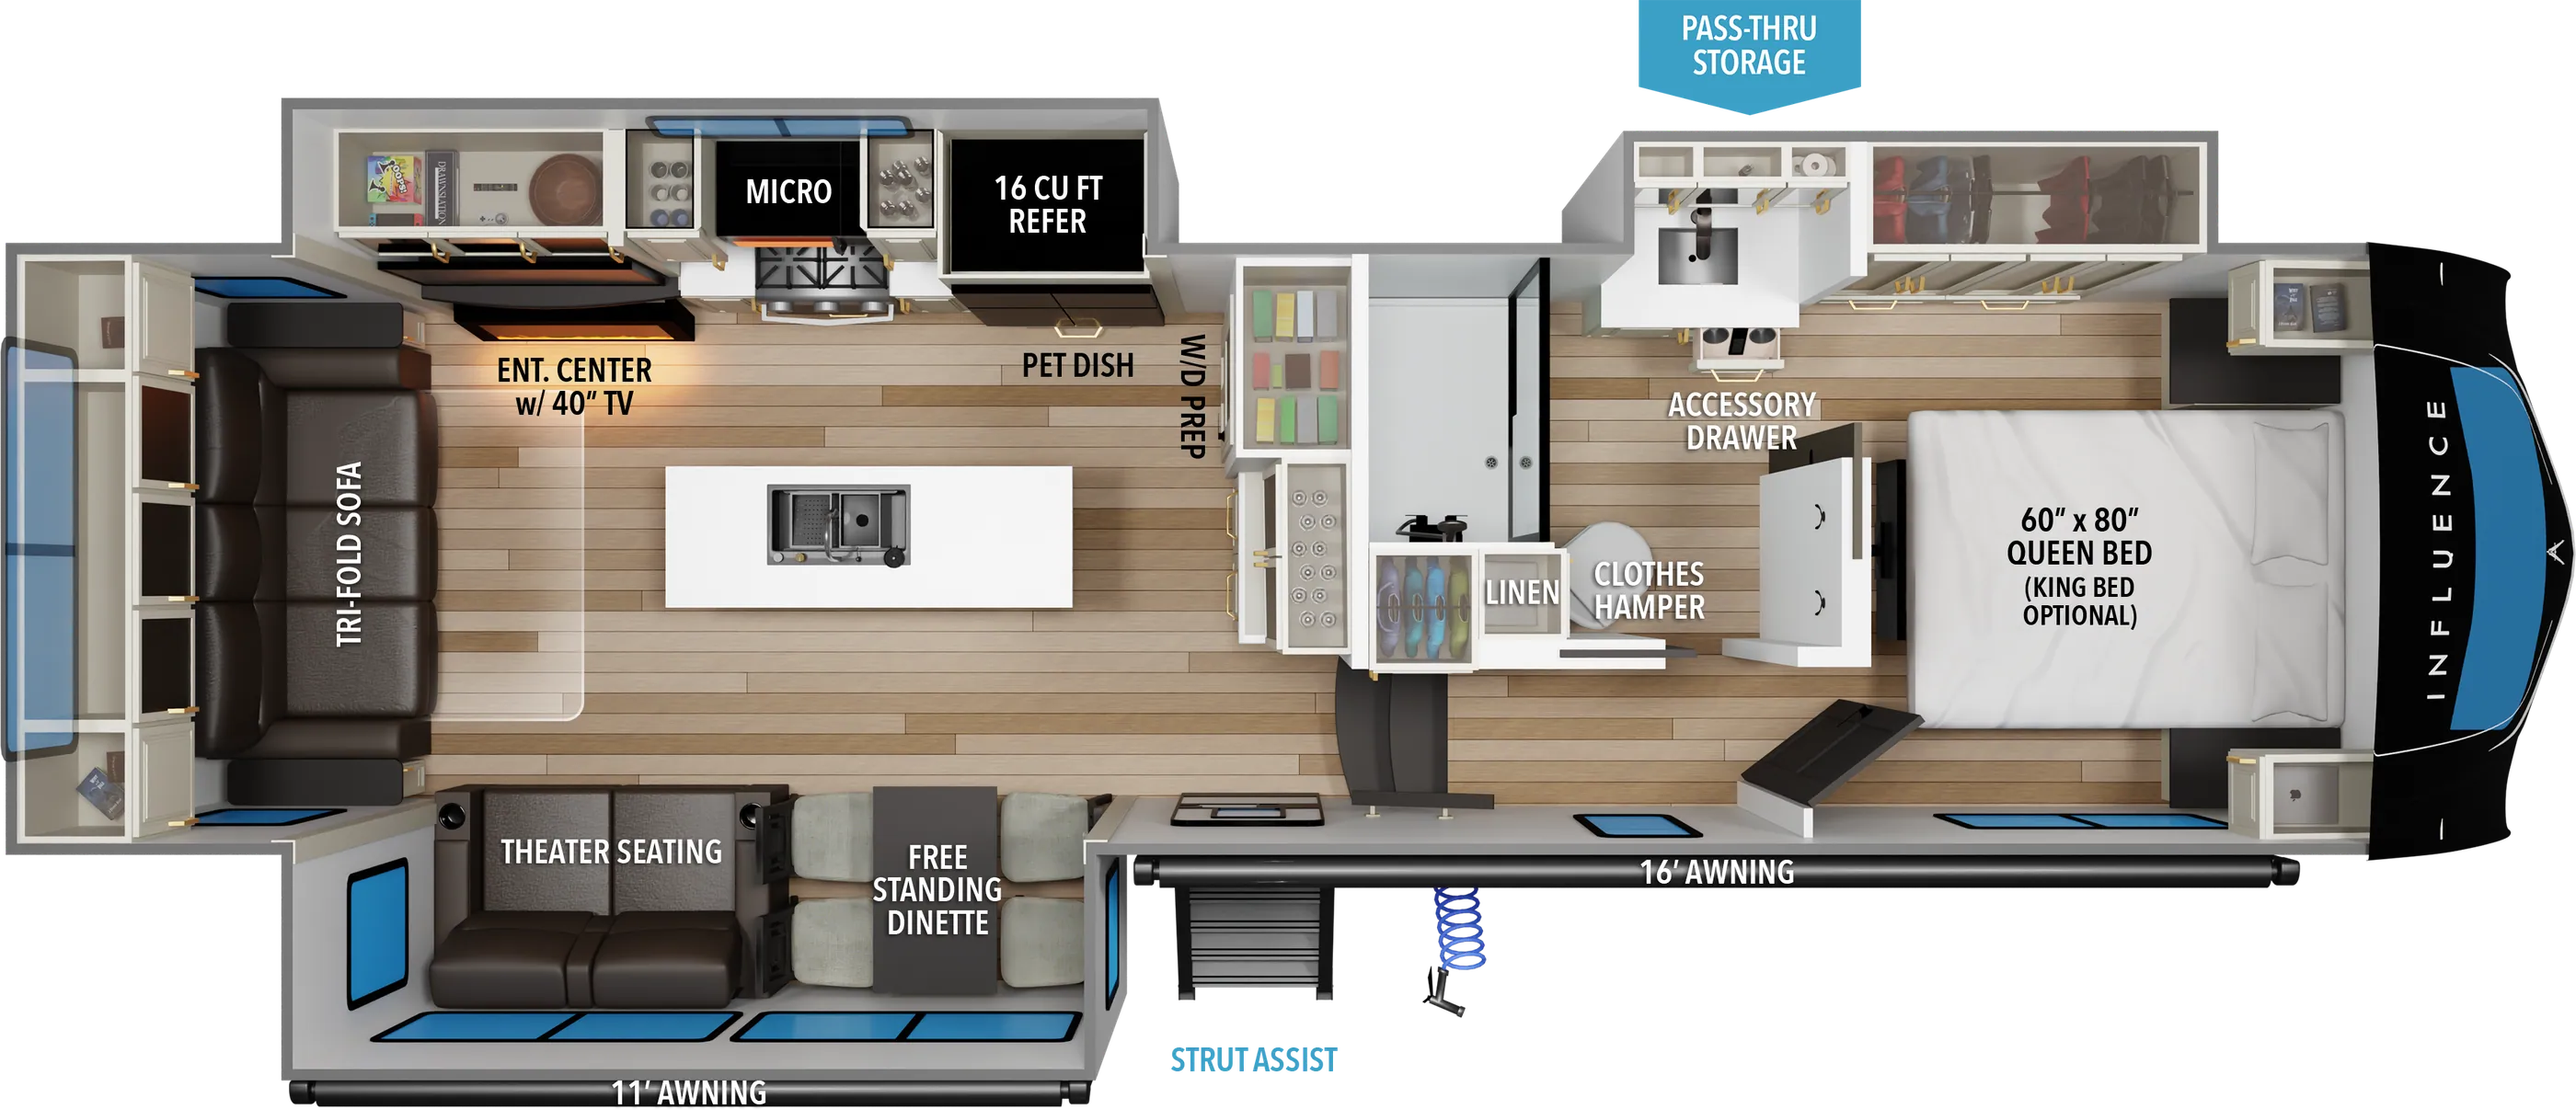 PASS-THRU
STORAGE
MICRO
16 CU FT
REFER
ENT. CENTER
w/ 40” TV
PET DISH
W/D PREP
ACCESSORY
DRAWER
TRI-FOLD SOFA
LINEN
CLOTHES
HAMPER
60” x 80”
QUEEN BED
(KING BED
OPTIONAL)
INFLUENCE
THEATER SEATING
FREE
STANDING
DINETTE
16’ AWNING
STRUT ASSIST
11’ AWNING